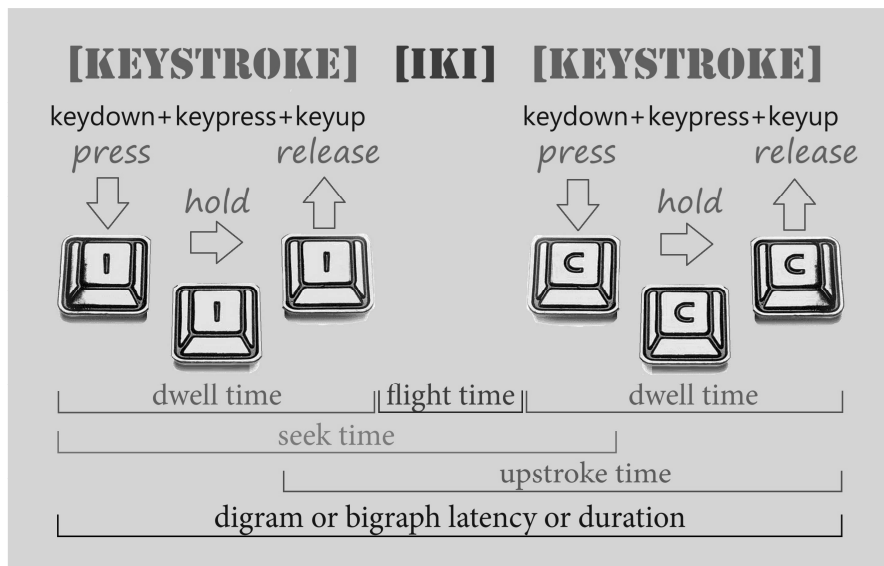 [KEYSTROKE] [IKI] [KEYSTROKE]
keydown+keypress+keyup keydown+keypress+keyup
press release press release
hold hold
I I C C
I C
dwell time flight time dwell time
seek time
upstroke time
digram or bigraph latency or duration